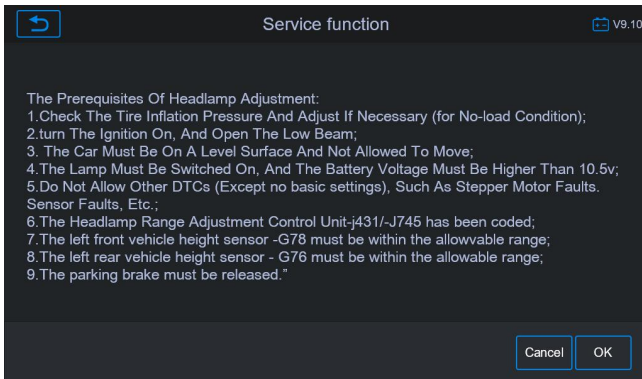 Service function
V9.10
The Prerequisites Of Headlamp Adjustment:
1.Check The Tire Inflation Pressure And Adjust If Necessary (for No-load Condition);
2.turn The Ignition On, And Open The Low Beam;
3. The Car Must Be On A Level Surface And Not Allowed To Move;
4.The Lamp Must Be Switched On, And The Battery Voltage Must Be Higher Than 10.5v;
5.Do Not Allow Other DTCs (Except no basic settings), Such As Stepper Motor Faults.
Sensor Faults, Etc.;
6.The Headlamp Range Adjustment Control Unit-j431/-J745 has been coded;
7.The left front vehicle height sensor -G78 must be within the allowvable range;
8.The left rear vehicle height sensor - G76 must be within the allowable range;
9.The parking brake must be released.”
Cancel
OK